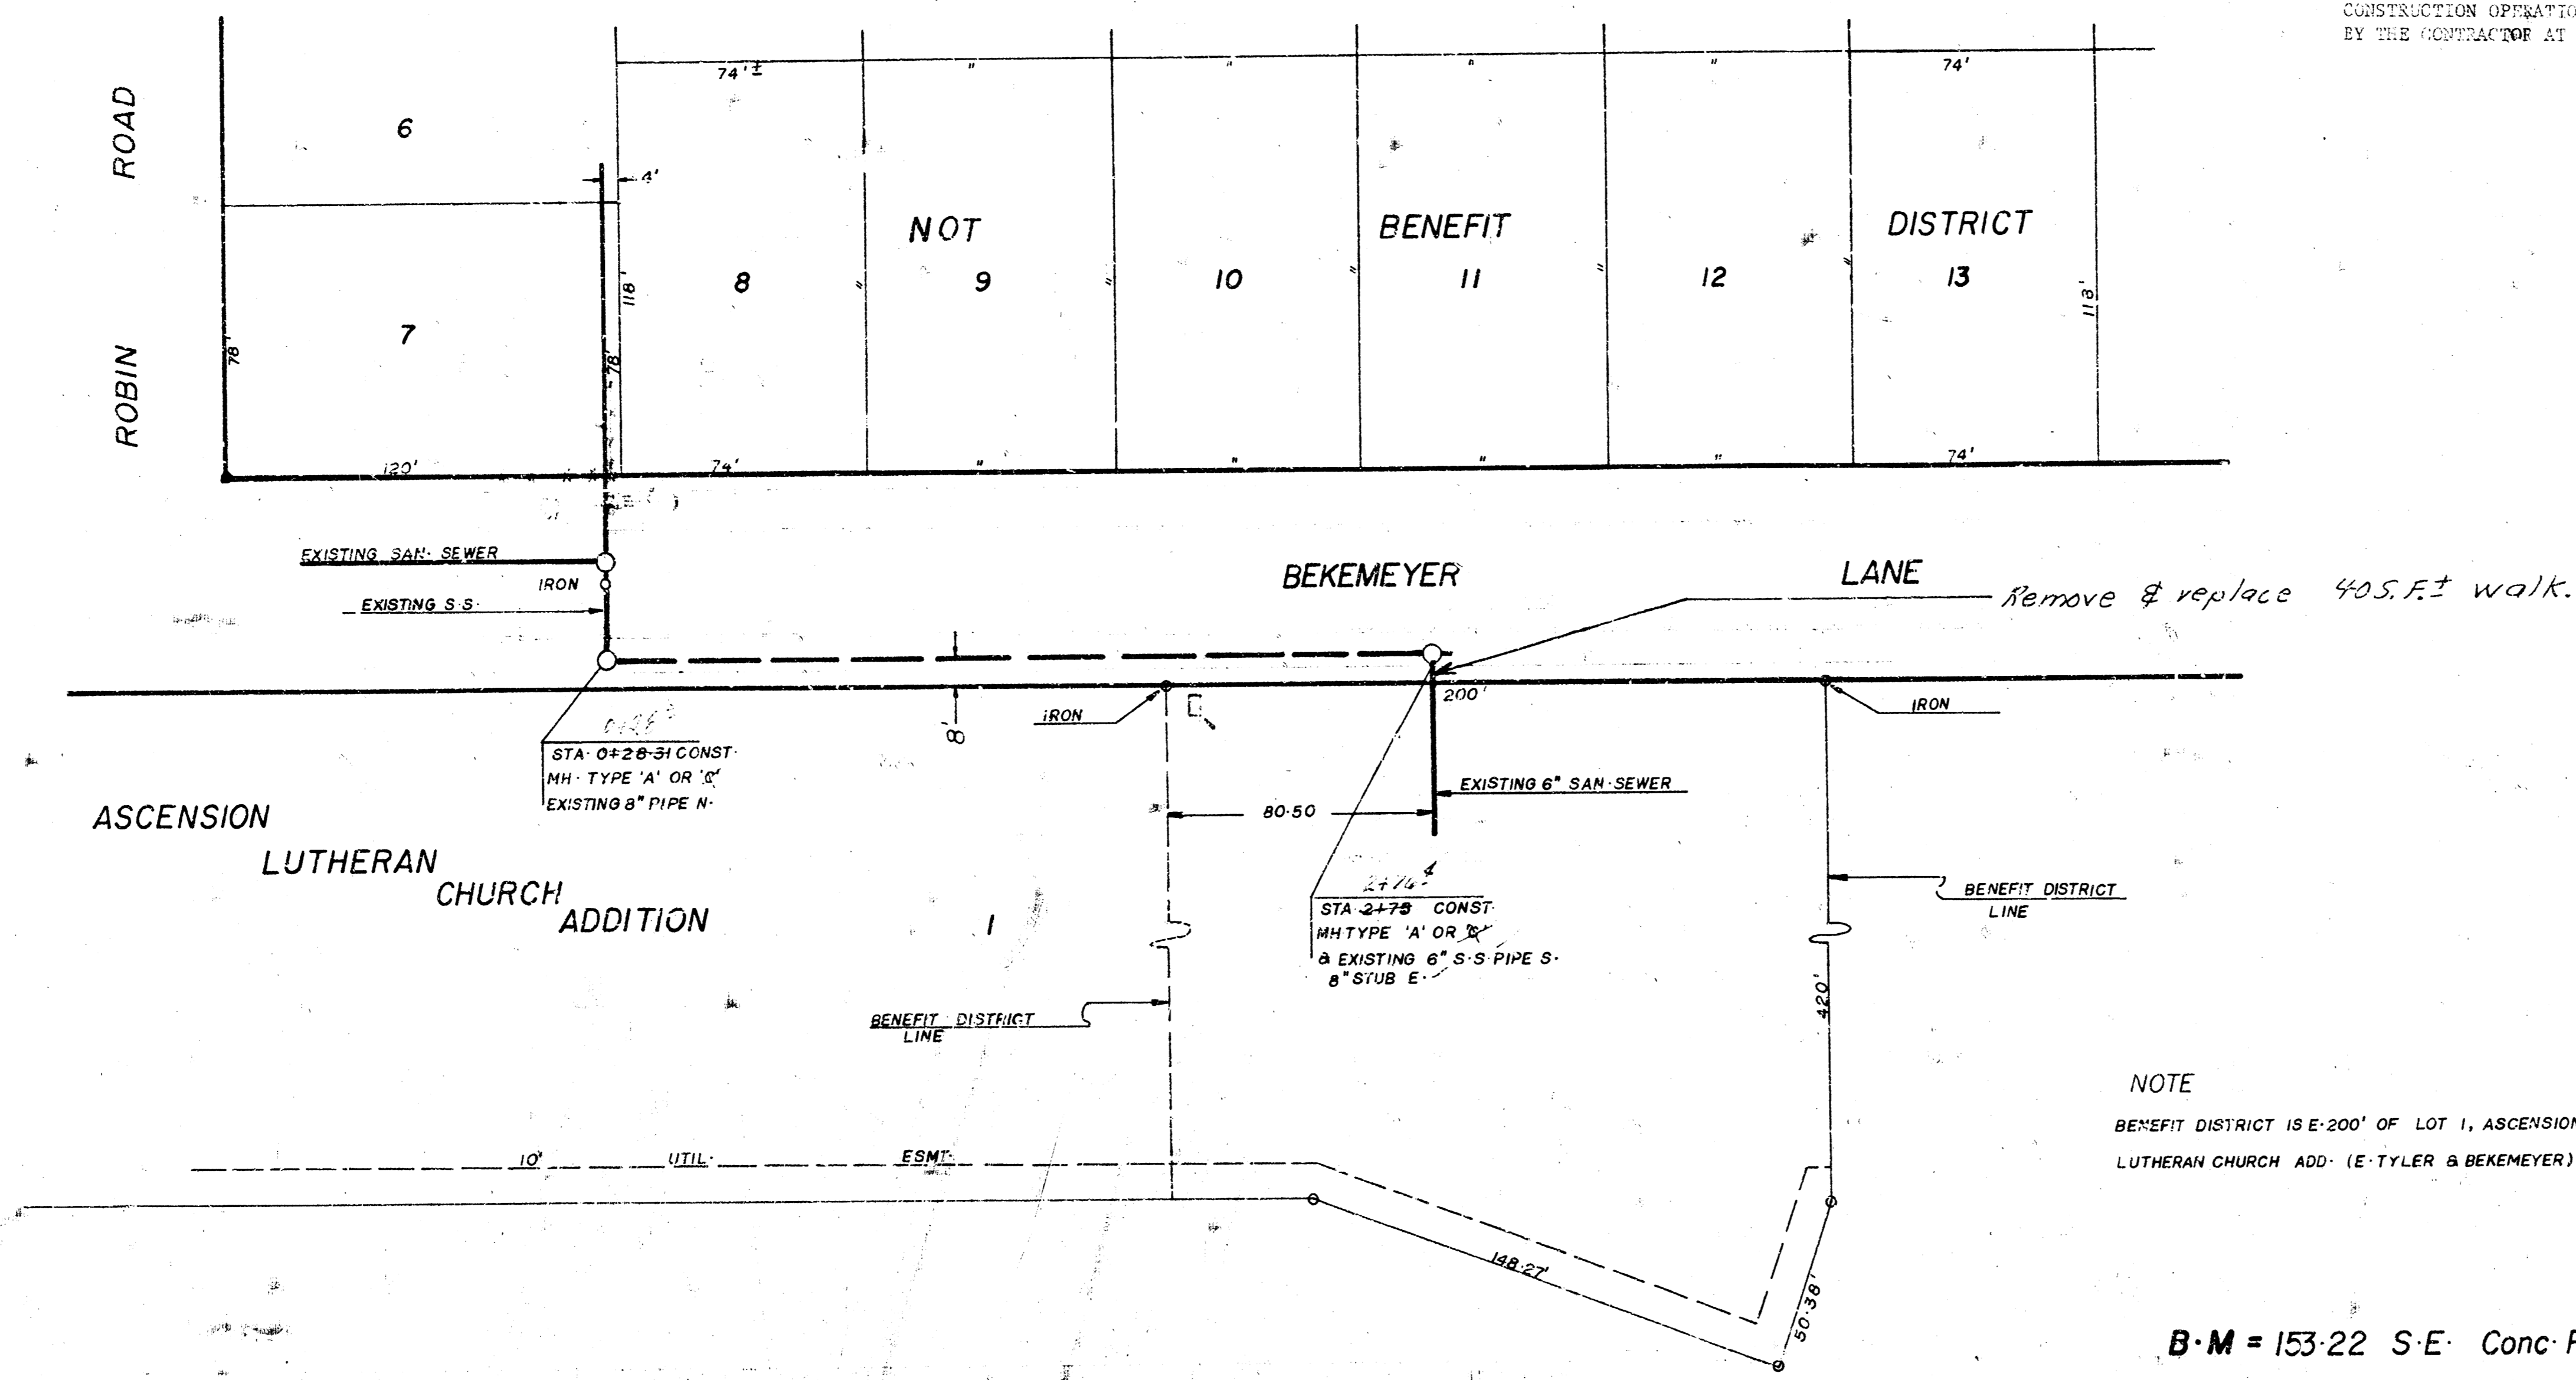 CONSTRUCTION OPERATIO
BY THE CONTRACTOR AT
ROBIN ROAD
6
7
78'
120'
4'
78'
118'
74'±
"
"
"
"
74'
NOT BENEFIT DISTRICT
8
9
10
11
12
13
"
"
"
"
"
118'
74'
"
"
"
"
74'
EXISTING SAN· SEWER
IRON
EXISTING S·S·
BEKEMEYER LANE
Remove & replace 40 S.F.± walk.
8'
IRON
200'
IRON
STA· 0+28·31 CONST·
MH· TYPE 'A' OR 'C'
EXISTING 8" PIPE N·
EXISTING 6" SAN·SEWER
80·50
2+76.4
STA· 2+75 CONST·
MH TYPE 'A' OR 'C'
& EXISTING 6" S·S·PIPE S·
8" STUB E·
ASCENSION
LUTHERAN
CHURCH
ADDITION
1
BENEFIT DISTRICT
LINE
420'
BENEFIT DISTRICT
LINE
10' UTIL· ESMT·
148·27'
50·38'
NOTE
BENEFIT DISTRICT IS E·200' OF LOT 1, ASCENSION
LUTHERAN CHURCH ADD· (E·TYLER & BEKEMEYER)
B·M = 153·22 S·E· Conc·